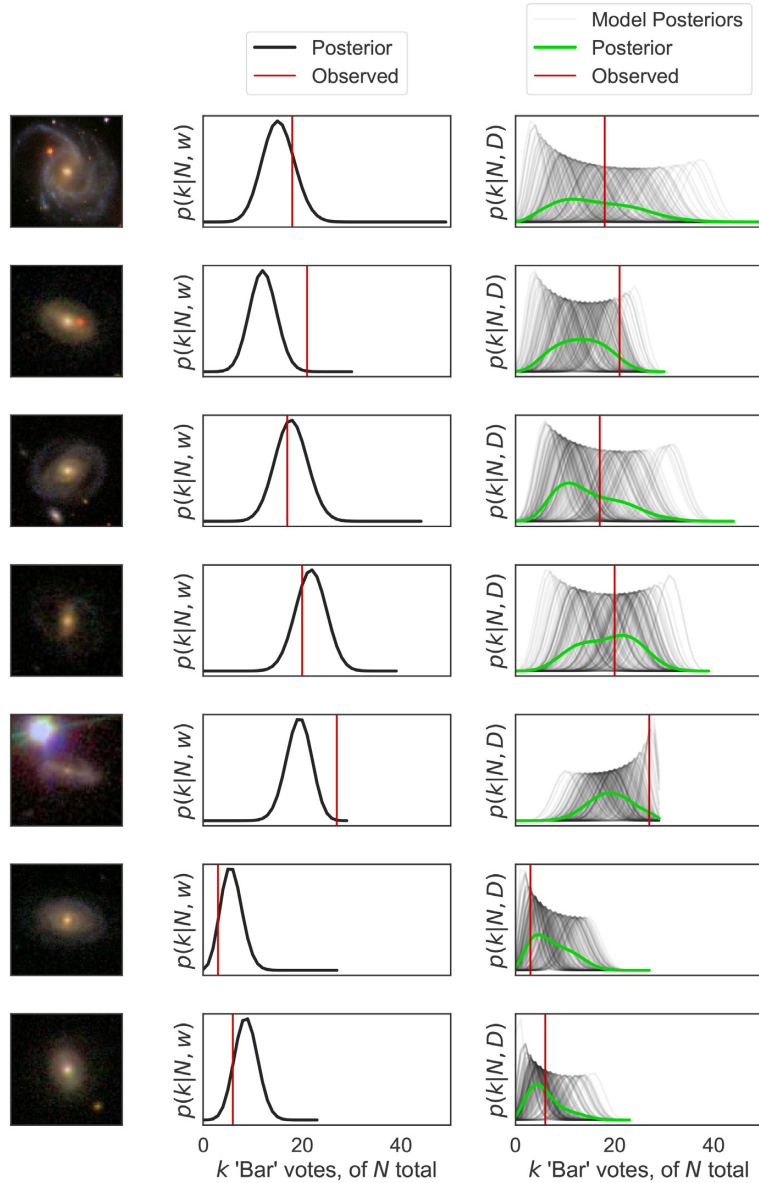 Posterior
Observed
Model Posteriors
Posterior
Observed
p(k|N, w)
p(k|N, D)
p(k|N, w)
p(k|N, D)
p(k|N, w)
p(k|N, D)
p(k|N, w)
p(k|N, D)
p(k|N, w)
p(k|N, D)
p(k|N, w)
p(k|N, D)
p(k|N, w)
p(k|N, D)
0 20 40
0 20 40
k 'Bar' votes, of N total
k 'Bar' votes, of N total